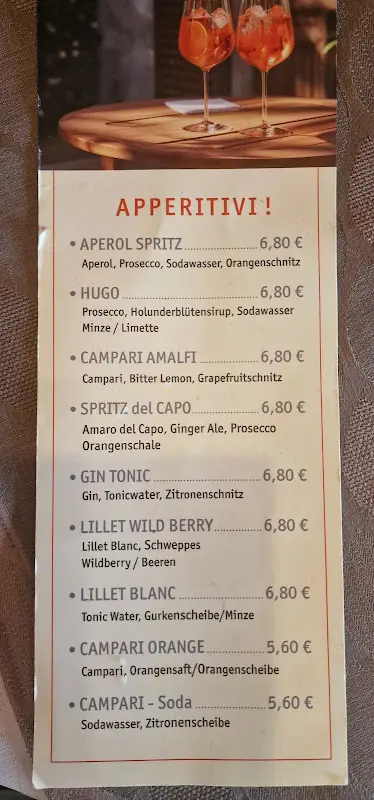 APPERITIVI!
• APEROL SPRITZ ........................ 6,80 €
Aperol, Prosecco, Sodawasser, Orangenschnitz
• HUGO ........................ 6,80 €
Prosecco, Holunderblütensirup, Sodawasser
Minze / Limette
• CAMPARI AMALFI ........................ 6,80 €
Campari, Bitter Lemon, Grapefruitschnitz
• SPRITZ del CAPO ........................ 6,80 €
Amaro del Capo, Ginger Ale, Prosecco
Orangenschale
• GIN TONIC ........................ 6,80 €
Gin, Tonicwater, Zitronenschnitz
• LILLET WILD BERRY ........................ 6,80 €
Lillet Blanc, Schweppes
Wildberry / Beeren
• LILLET BLANC ........................ 6,80 €
Tonic Water, Gurkenscheibe/Minze
• CAMPARI ORANGE ........................ 5,60 €
Campari, Orangensaft/Orangenscheibe
• CAMPARI - Soda ........................ 5,60 €
Sodawasser, Zitronenscheibe